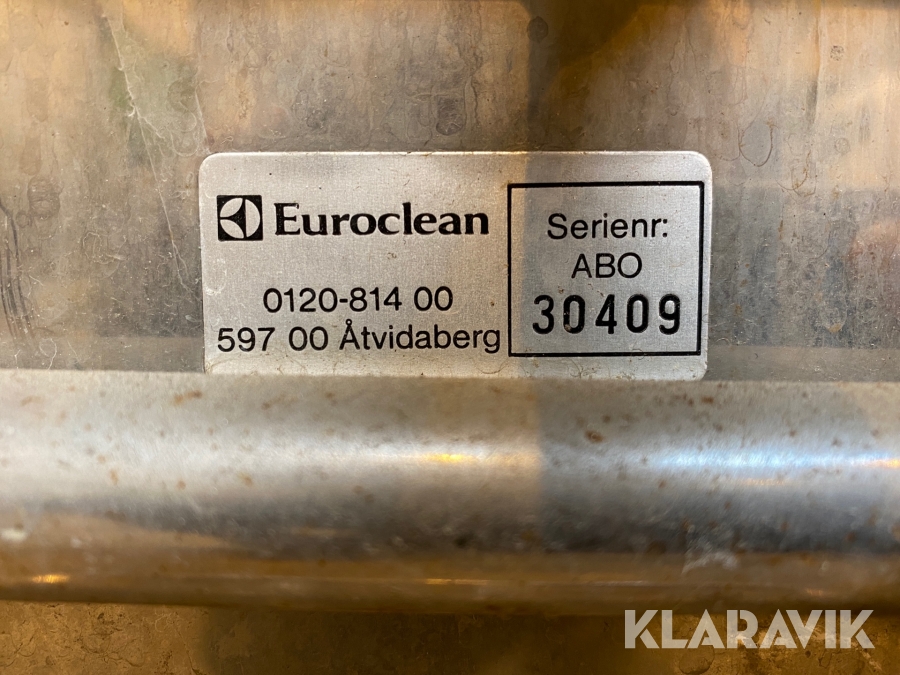 Euroclean
0120-814 00
597 00 Åtvidaberg
Serienr:
ABO
30409
KLARAVIK